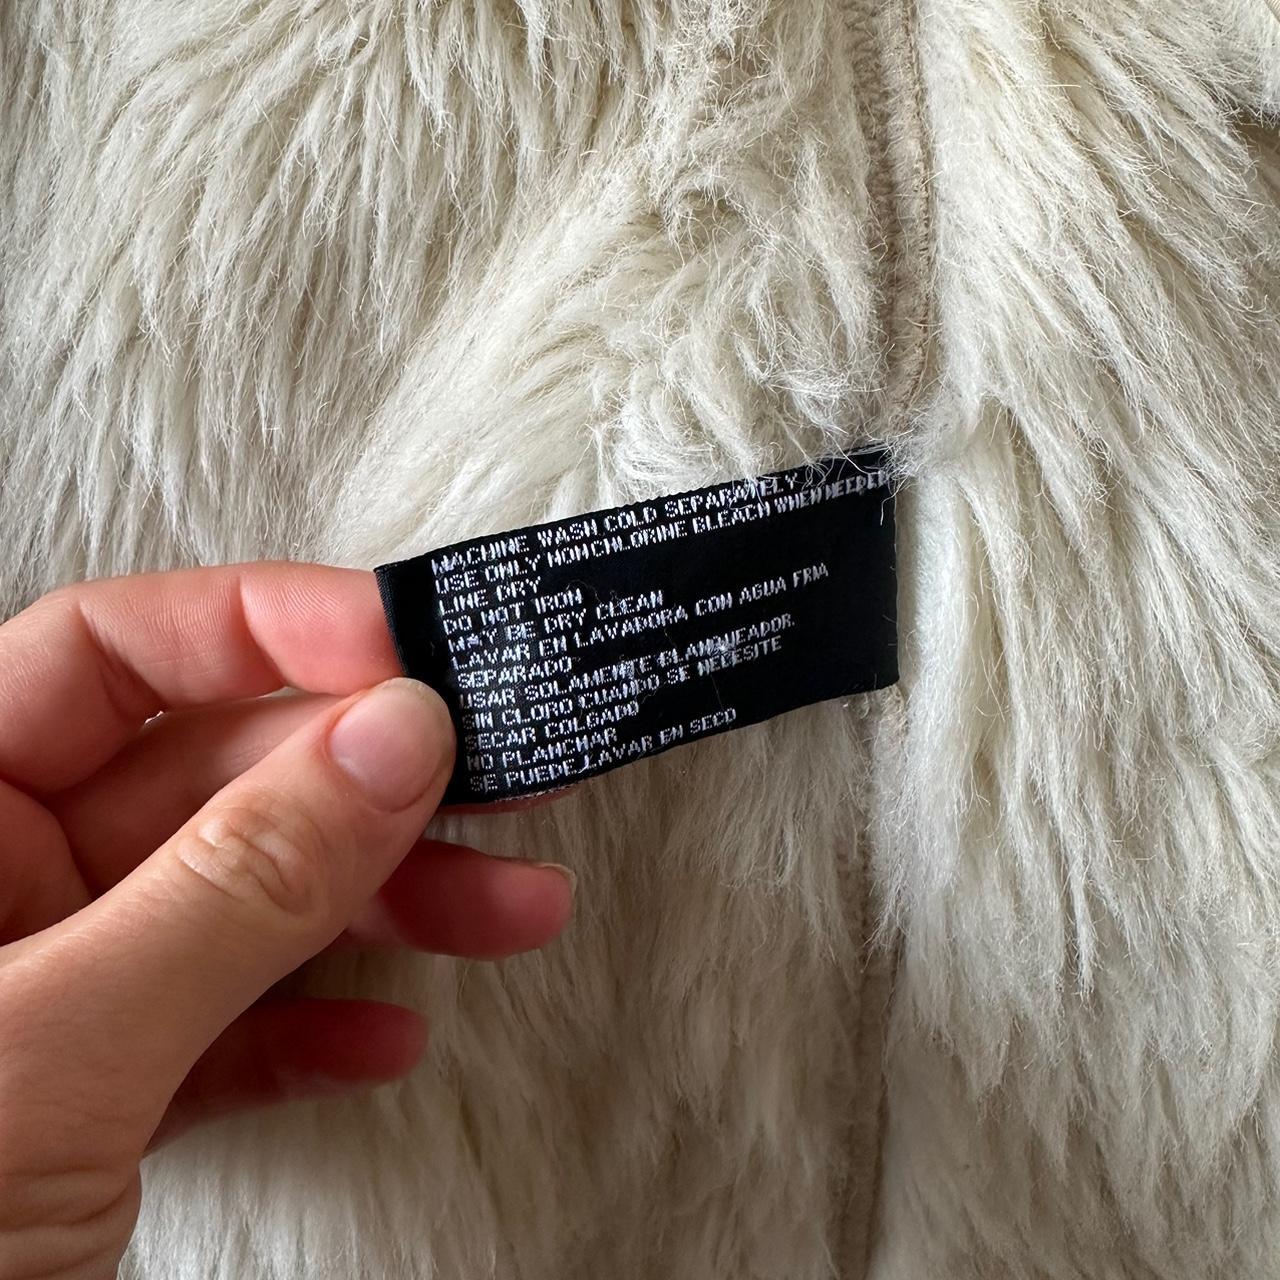 MACHINE WASH COLD SEPARATELY
USE ONLY NONCHLORINE BLEACH WHEN NEEDED
LINE DRY
DO NOT IRON
MAY BE DRY CLEAN
LAVAR EN LAVADORA CON AGUA FRIA
SEPARADO
USAR SOLAMENTE BLANQUEADOR.
SIN CLORO CUANDO SE NECESITE
SECAR COLGADO
NO PLANCHAR
SE PUEDE LAVAR EN SECO